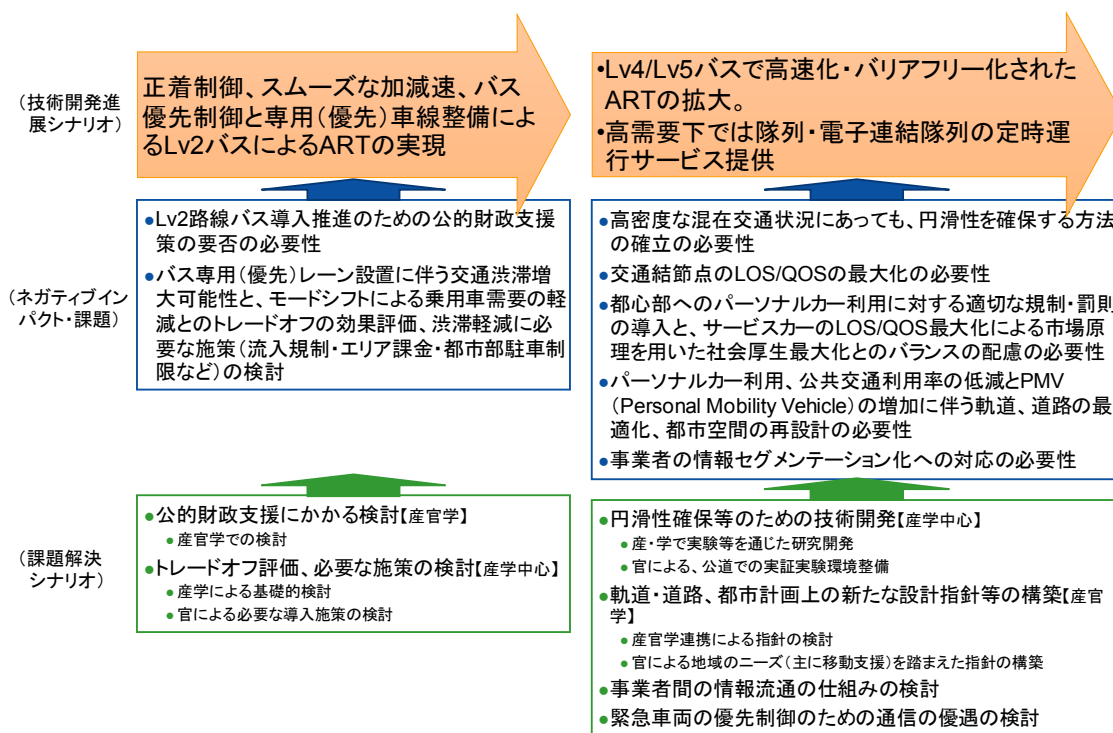 (技術開発進
展シナリオ)
正着制御、スムーズな加減速、バス
優先制御と専用(優先)車線整備によ
るLv2バスによるARTの実現
•Lv4/Lv5バスで高速化・バリアフリー化された
ARTの拡大。
•高需要下では隊列・電子連結隊列の定時運
行サービス提供
(ネガティブイン
パクト・課題)
●Lv2路線バス導入推進のための公的財政支援
策の要否の必要性
●バス専用(優先)レーン設置に伴う交通渋滞増
大可能性と、モードシフトによる乗用車需要の軽
減とのトレードオフの効果評価、渋滞軽減に必
要な施策(流入規制・エリア課金・都市部駐車制
限など)の検討
●高密度な混在交通状況にあっても、円滑性を確保する方法
の確立の必要性
●交通結節点のLOS/QOSの最大化の必要性
●都心部へのパーソナルカー利用に対する適切な規制・罰則
の導入と、サービスカーのLOS/QOS最大化による市場原
理を用いた社会厚生最大化とのバランスの配慮の必要性
●パーソナルカー利用、公共交通利用率の低減とPMV
(Personal Mobility Vehicle)の増加に伴う軌道、道路の最
適化、都市空間の再設計の必要性
●事業者の情報セグメンテーション化への対応の必要性
(課題解決
シナリオ)
●公的財政支援にかかる検討【産官学】
●産官学での検討
●トレードオフ評価、必要な施策の検討【産学中心】
●産学による基礎的検討
●官による必要な導入施策の検討
●円滑性確保等のための技術開発【産学中心】
●産・学で実験等を通じた研究開発
●官による、公道での実証実験環境整備
●軌道・道路、都市計画上の新たな設計指針等の構築【産官
学】
●産官学連携による指針の検討
●官による地域のニーズ(主に移動支援)を踏まえた指針の構築
●事業者間の情報流通の仕組みの検討
●緊急車両の優先制御のための通信の優遇の検討